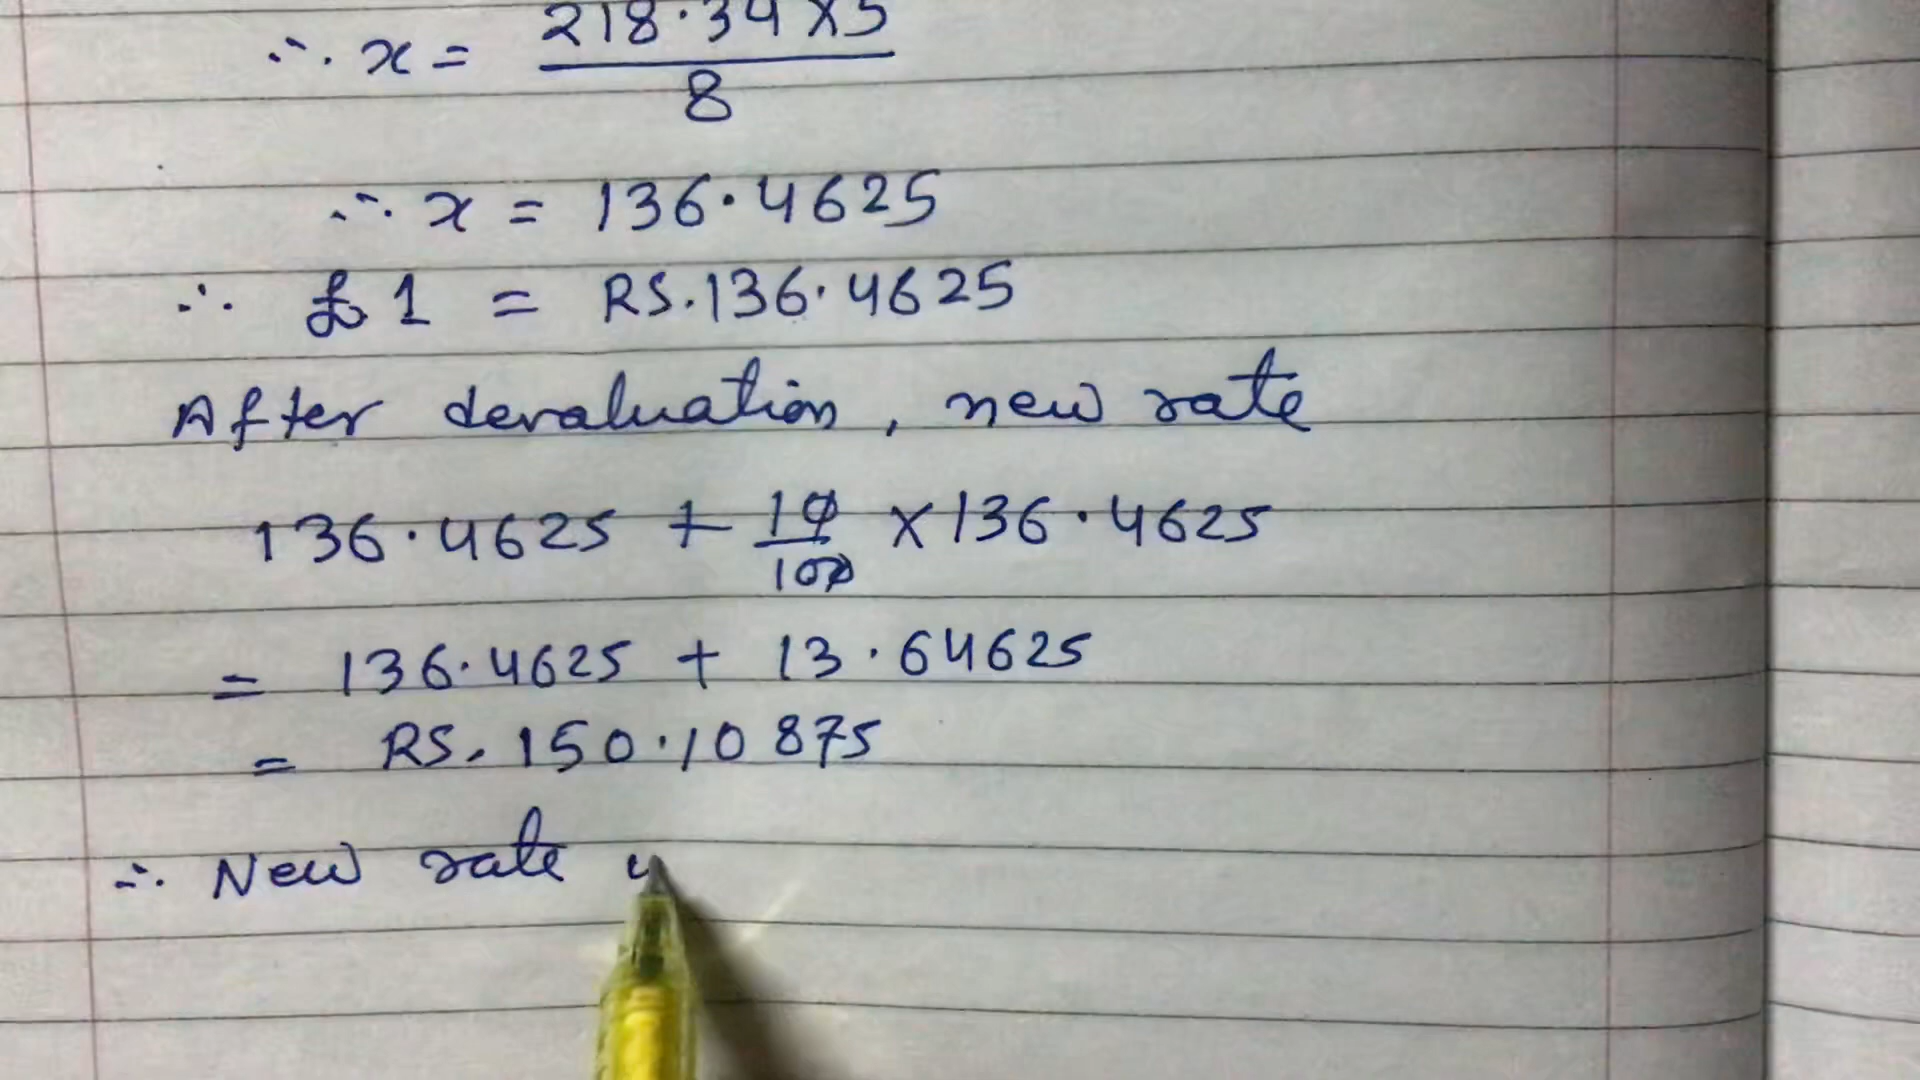 ∴ x = 218.34 × 5 / 8
∴ x = 136.4625
∴ £ 1 = RS. 136.4625
After devaluation, new rate
136.4625 + 10/100 × 136.4625
= 136.4625 + 13.64625
= RS. 150.10875
∴ New rate